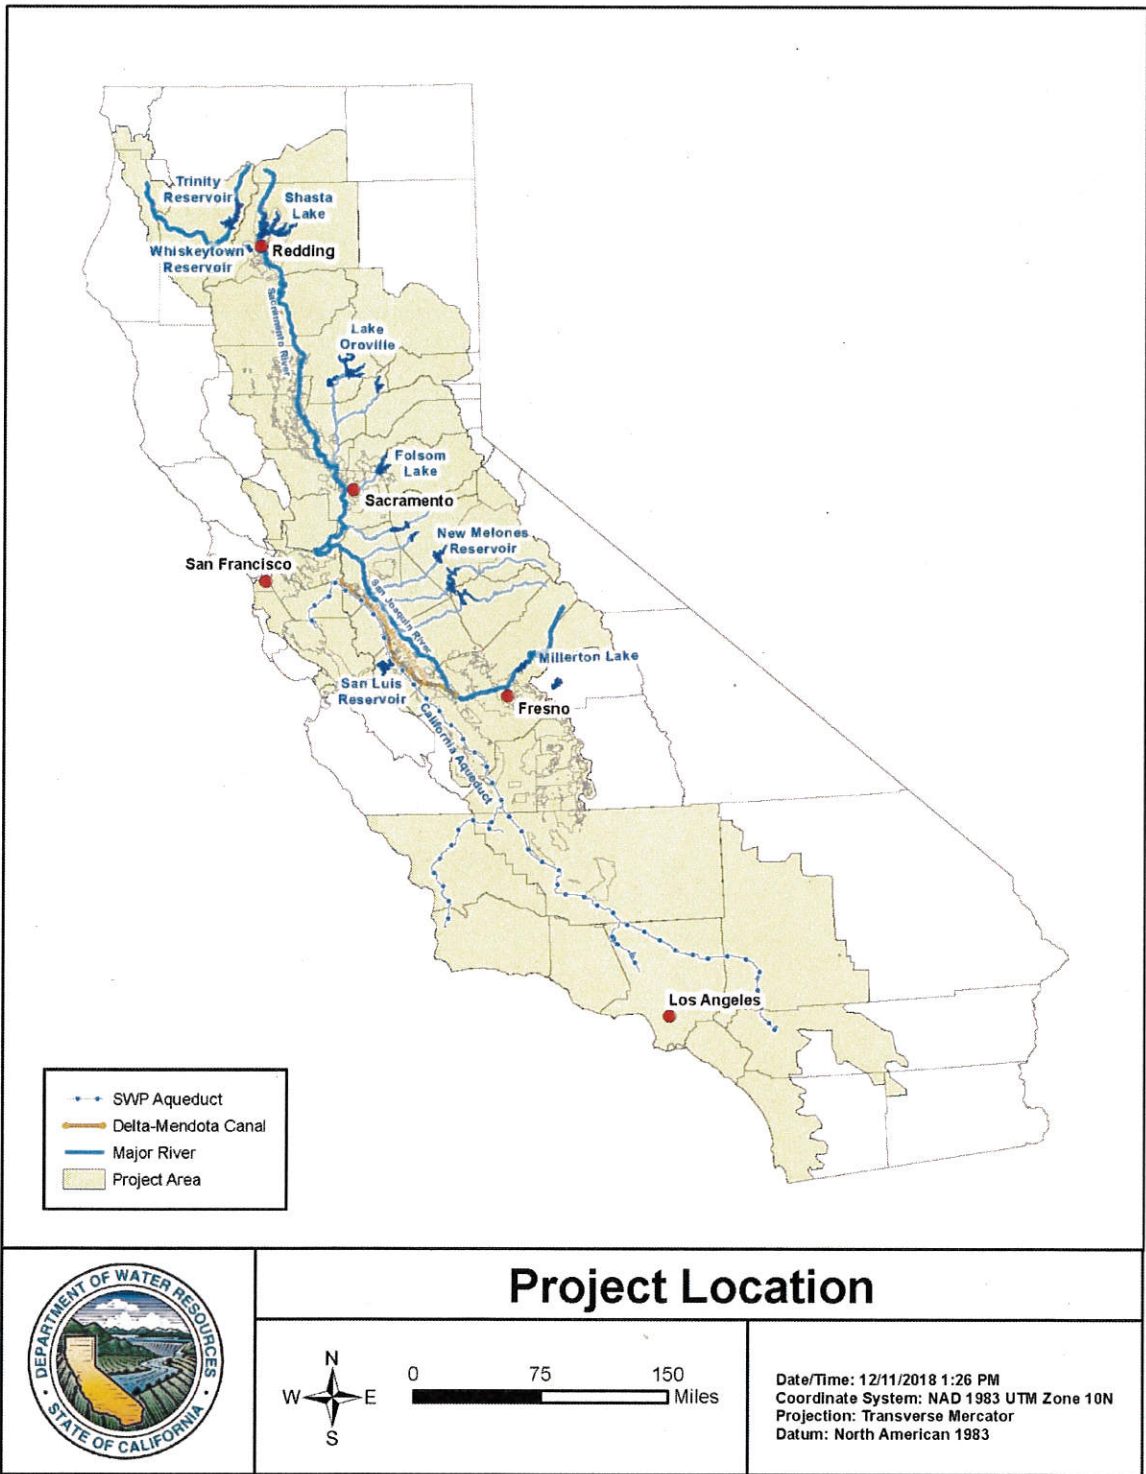 Trinity
Reservoir
Shasta
Lake
Whiskeytown
Reservoir
Redding
Sacramento River
Lake
Oroville
Folsom
Lake
Sacramento
New Melones
Reservoir
San Francisco
San Joaquin River
Millerton Lake
San Luis
Reservoir
Fresno
California Aqueduct
Los Angeles
SWP Aqueduct
Delta-Mendota Canal
Major River
Project Area
DEPARTMENT OF WATER RESOURCES
STATE OF CALIFORNIA
Project Location
N
W E
S
0 75 150
Miles
Date/Time: 12/11/2018 1:26 PM
Coordinate System: NAD 1983 UTM Zone 10N
Projection: Transverse Mercator
Datum: North American 1983